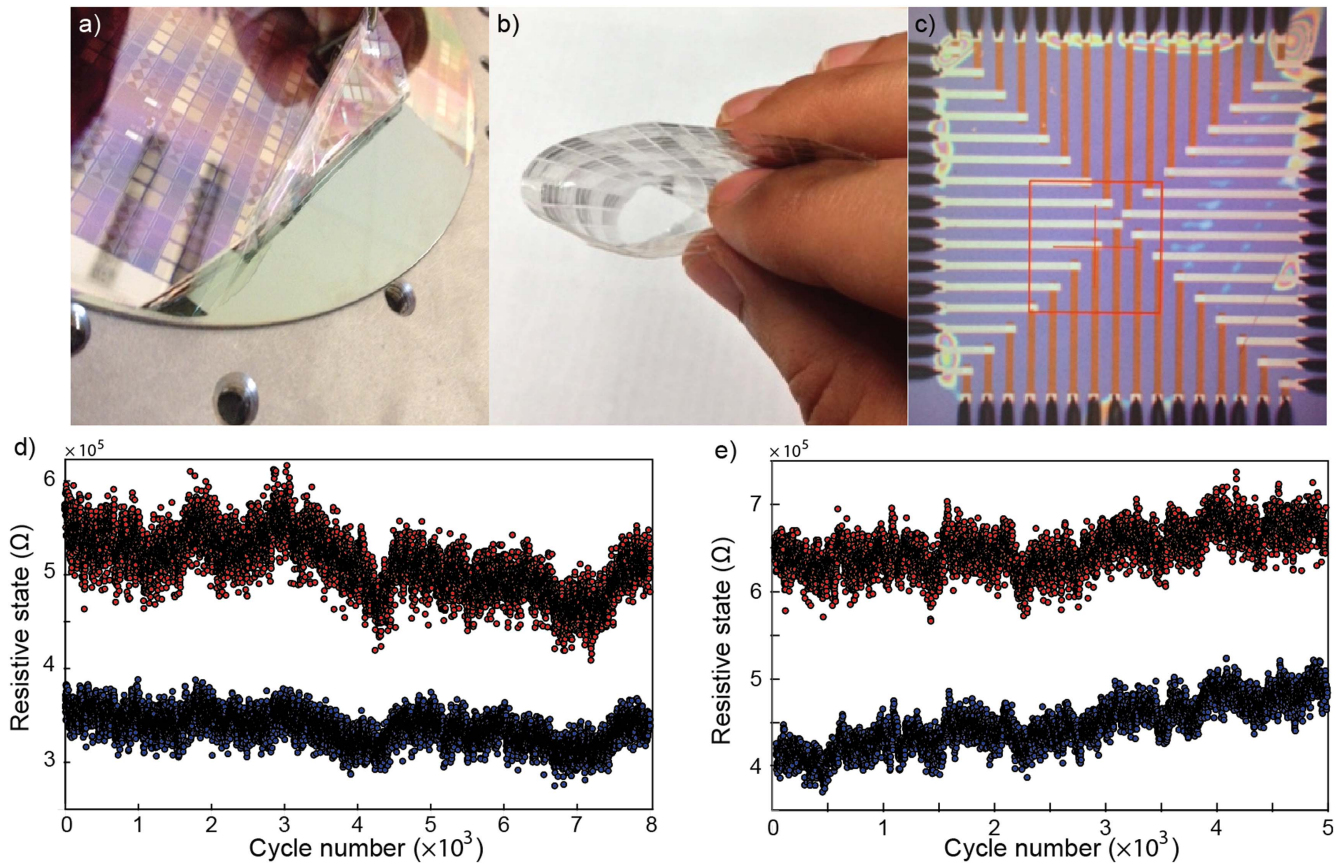 a)
b)
c)
d)
×10⁵
6
5
4
3
Resistive state (Ω)
0 1 2 3 4 5 6 7 8
Cycle number (×10³)
e)
×10⁵
7
6
5
4
Resistive state (Ω)
0 1 2 3 4 5
Cycle number (×10³)